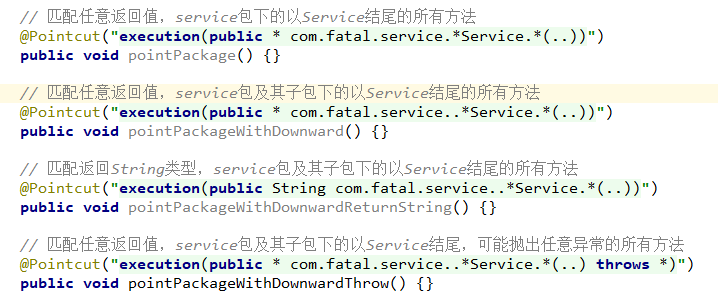 // 匹配任意返回值，service包下的以Service结尾的所有方法
@Pointcut("execution(public * com.fatal.service.*Service.*(..))")
public void pointPackage() {}
// 匹配任意返回值，service包及其子包下的以Service结尾的所有方法
@Pointcut("execution(public * com.fatal.service..*Service.*(..))")
public void pointPackageWithDownward() {}
// 匹配返回String类型，service包及其子包下的以Service结尾的所有方法
@Pointcut("execution(public String com.fatal.service..*Service.*(..))")
public void pointPackageWithDownwardReturnString() {}
// 匹配任意返回值，service包及其子包下的以Service结尾，可能抛出任意异常的所有方法
@Pointcut("execution(public * com.fatal.service..*Service.*(..) throws *)")
public void pointPackageWithDownwardThrow() {}